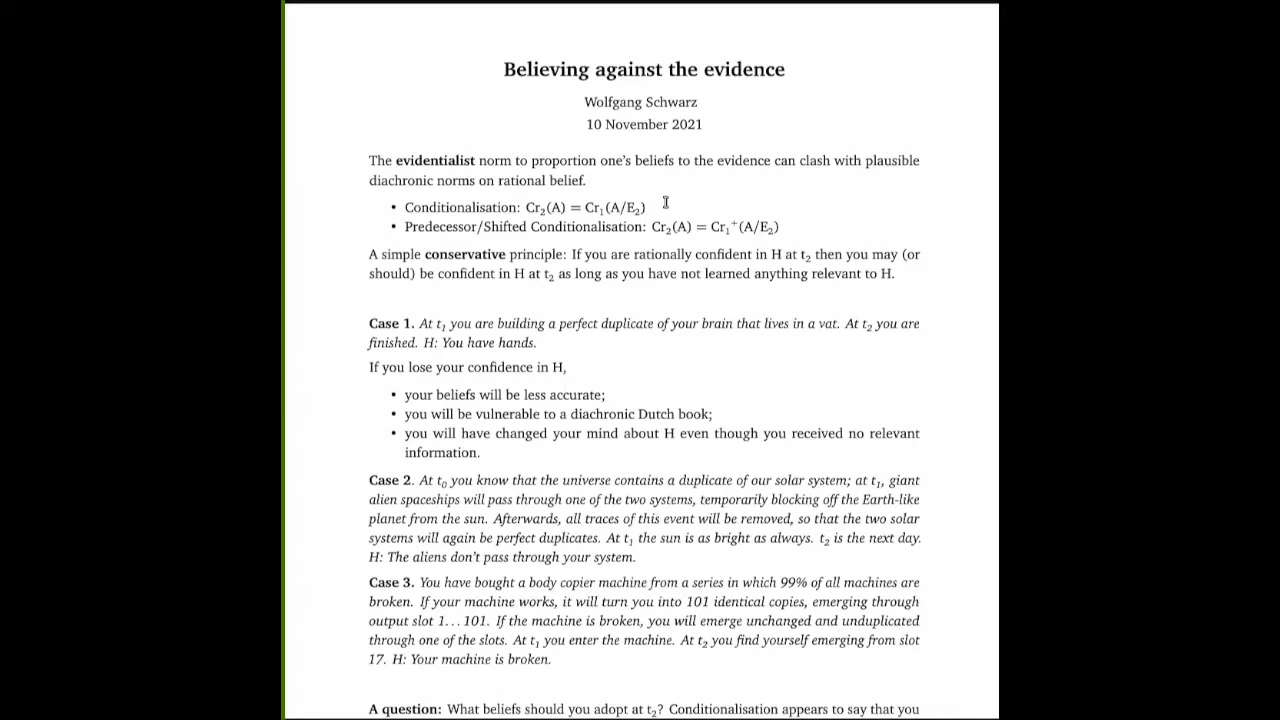 Believing against the evidence
Wolfgang Schwarz
10 November 2021
The evidentialist norm to proportion one's beliefs to the evidence can clash with plausible
diachronic norms on rational belief.
• Conditionalisation: Cr₂(A) = Cr₁(A/E₂)
• Predecessor/Shifted Conditionalisation: Cr₂(A) = Cr₁⁺(A/E₂)
A simple conservative principle: If you are rationally confident in H at t₂ then you may (or
should) be confident in H at t₂ as long as you have not learned anything relevant to H.
Case 1. At t₁ you are building a perfect duplicate of your brain that lives in a vat. At t₂ you are
finished. H: You have hands.
If you lose your confidence in H,
• your beliefs will be less accurate;
• you will be vulnerable to a diachronic Dutch book;
• you will have changed your mind about H even though you received no relevant
information.
Case 2. At t₀ you know that the universe contains a duplicate of our solar system; at t₁, giant
alien spaceships will pass through one of the two systems, temporarily blocking off the Earth-like
planet from the sun. Afterwards, all traces of this event will be removed, so that the two solar
systems will again be perfect duplicates. At t₁ the sun is as bright as always. t₂ is the next day.
H: The aliens don't pass through your system.
Case 3. You have bought a body copier machine from a series in which 99% of all machines are
broken. If your machine works, it will turn you into 101 identical copies, emerging through
output slot 1...101. If the machine is broken, you will emerge unchanged and unduplicated
through one of the slots. At t₁ you enter the machine. At t₂ you find yourself emerging from slot
17. H: Your machine is broken.
A question: What beliefs should you adopt at t₂? Conditionalisation appears to say that you